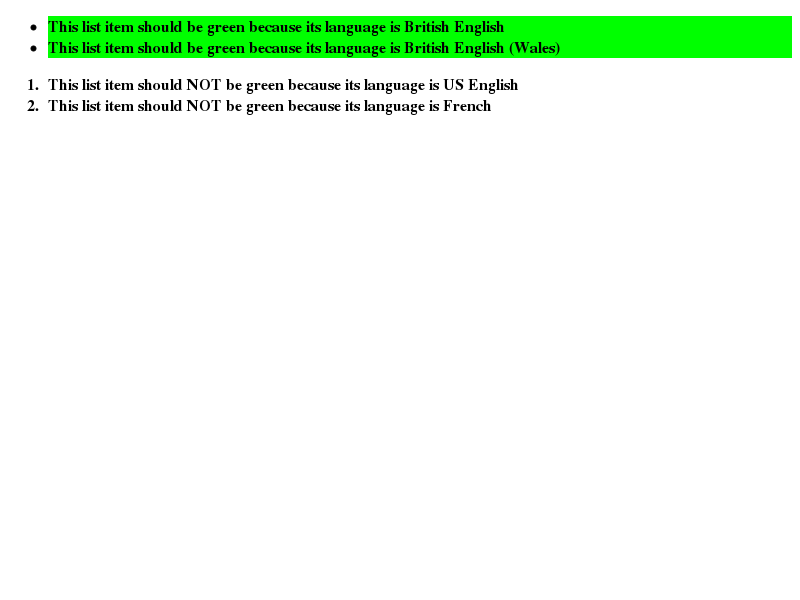 • This list item should be green because its language is British English
• This list item should be green because its language is British English (Wales)
1. This list item should NOT be green because its language is US English
2. This list item should NOT be green because its language is French